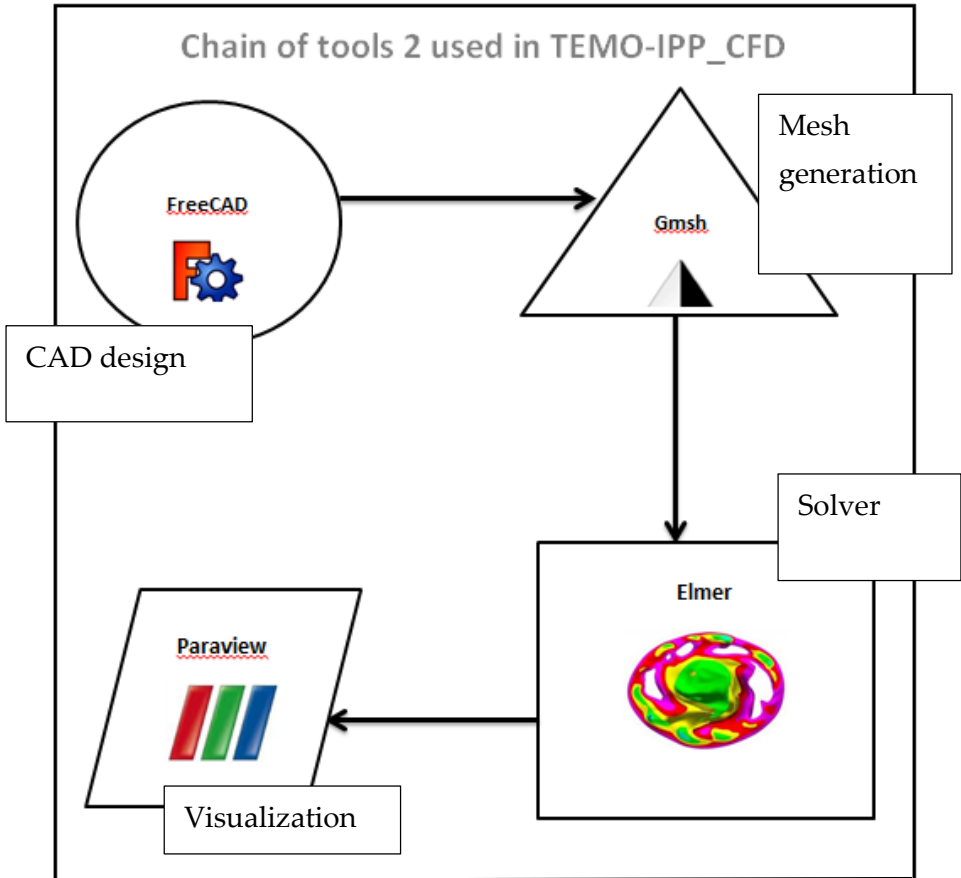 Chain of tools 2 used in TEMO-IPP_CFD
Mesh
generation
FreeCAD
Gmsh
CAD design
Solver
Elmer
Paraview
Visualization